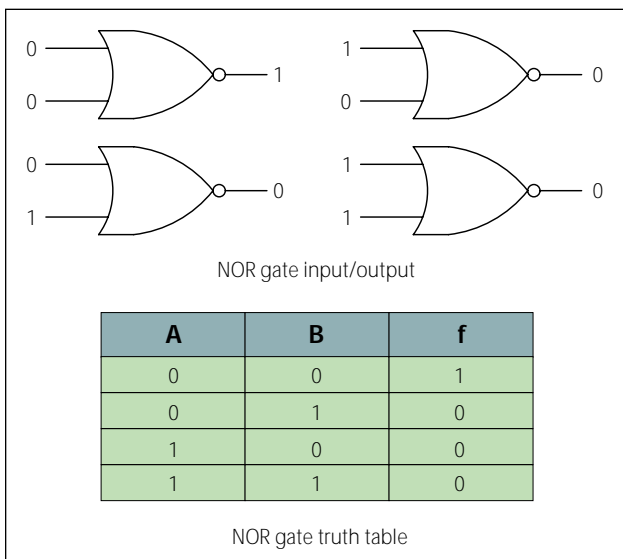 0 1 1 0
0 0
0 0 1 0
1 1
NOR gate input/output
A B f
0 0 1
0 1 0
1 0 0
1 1 0
NOR gate truth table